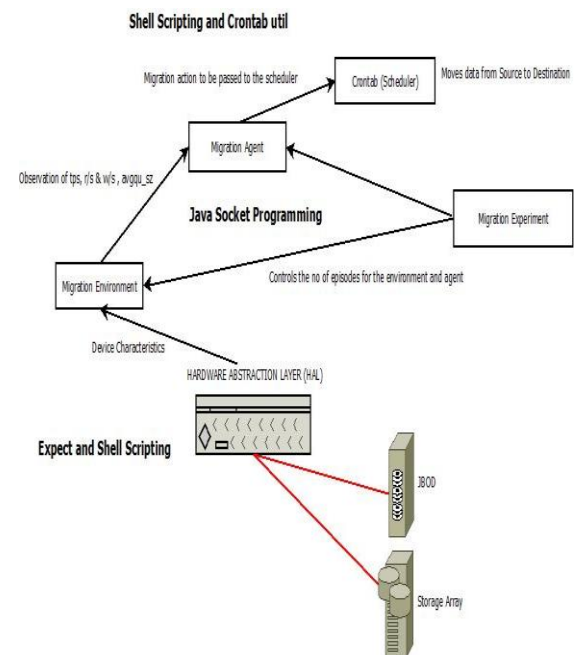 Shell Scripting and Crontab util
Migration action to be passed to the scheduler
Crontab (Scheduler)
Moves data from Source to Destination
Migration Agent
Observation of tps, r/s & w/s , avgqu_sz
Java Socket Programming
Migration Experiment
Migration Environment
Controls the no of episodes for the environment and agent
Device Characteristics
HARDWARE ABSTRACTION LAYER (HAL)
Expect and Shell Scripting
JBOD
Storage Array